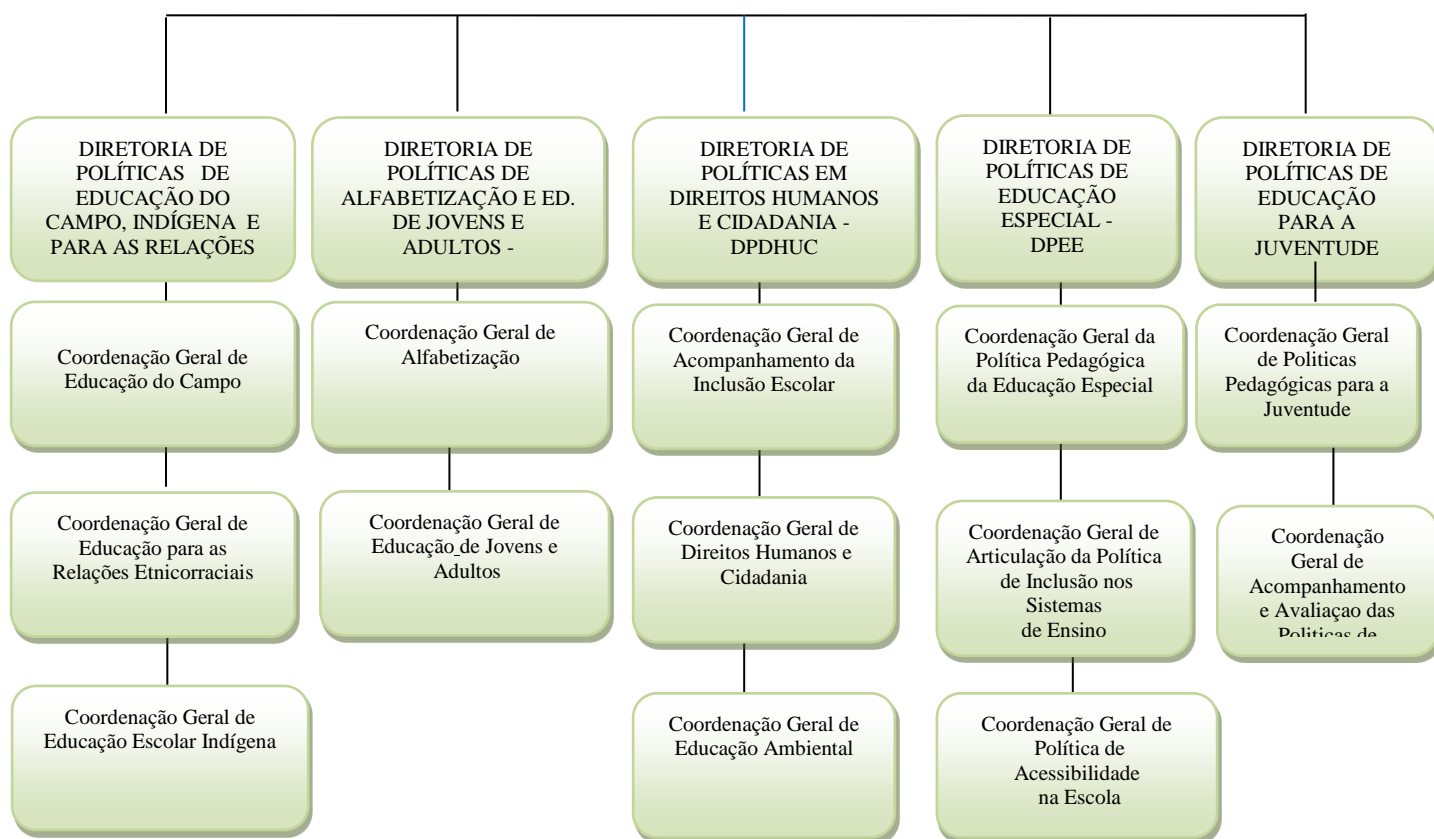 DIRETORIA DE
POLÍTICAS DE
EDUCAÇÃO DO
CAMPO, INDÍGENA E
PARA AS RELAÇÕES
DIRETORIA DE
POLÍTICAS DE
ALFABETIZAÇÃO E ED.
DE JOVENS E
ADULTOS -
DIRETORIA DE
POLÍTICAS EM
DIREITOS HUMANOS
E CIDADANIA -
DPDHUC
DIRETORIA DE
POLÍTICAS DE
EDUCAÇÃO
ESPECIAL -
DPEE
DIRETORIA DE
POLÍTICAS DE
EDUCAÇÃO
PARA A
JUVENTUDE
Coordenação Geral de
Educação do Campo
Coordenação Geral de
Alfabetização
Coordenação Geral de
Acompanhamento da
Inclusão Escolar
Coordenação Geral da
Política Pedagógica
da Educação Especial
Coordenação Geral
de Politicas
Pedagógicas para a
Juventude
Coordenação Geral de
Educação para as
Relações Etnicorraciais
Coordenação Geral de
Educação de Jovens e
Adultos
Coordenação Geral de
Direitos Humanos e
Cidadania
Coordenação Geral de
Articulação da Política
de Inclusão nos
Sistemas
de Ensino
Coordenação
Geral de
Acompanhamento
e Avaliaçao das
Politicas de
Coordenação Geral de
Educação Escolar Indígena
Coordenação Geral de
Educação Ambiental
Coordenação Geral de
Política de
Acessibilidade
na Escola